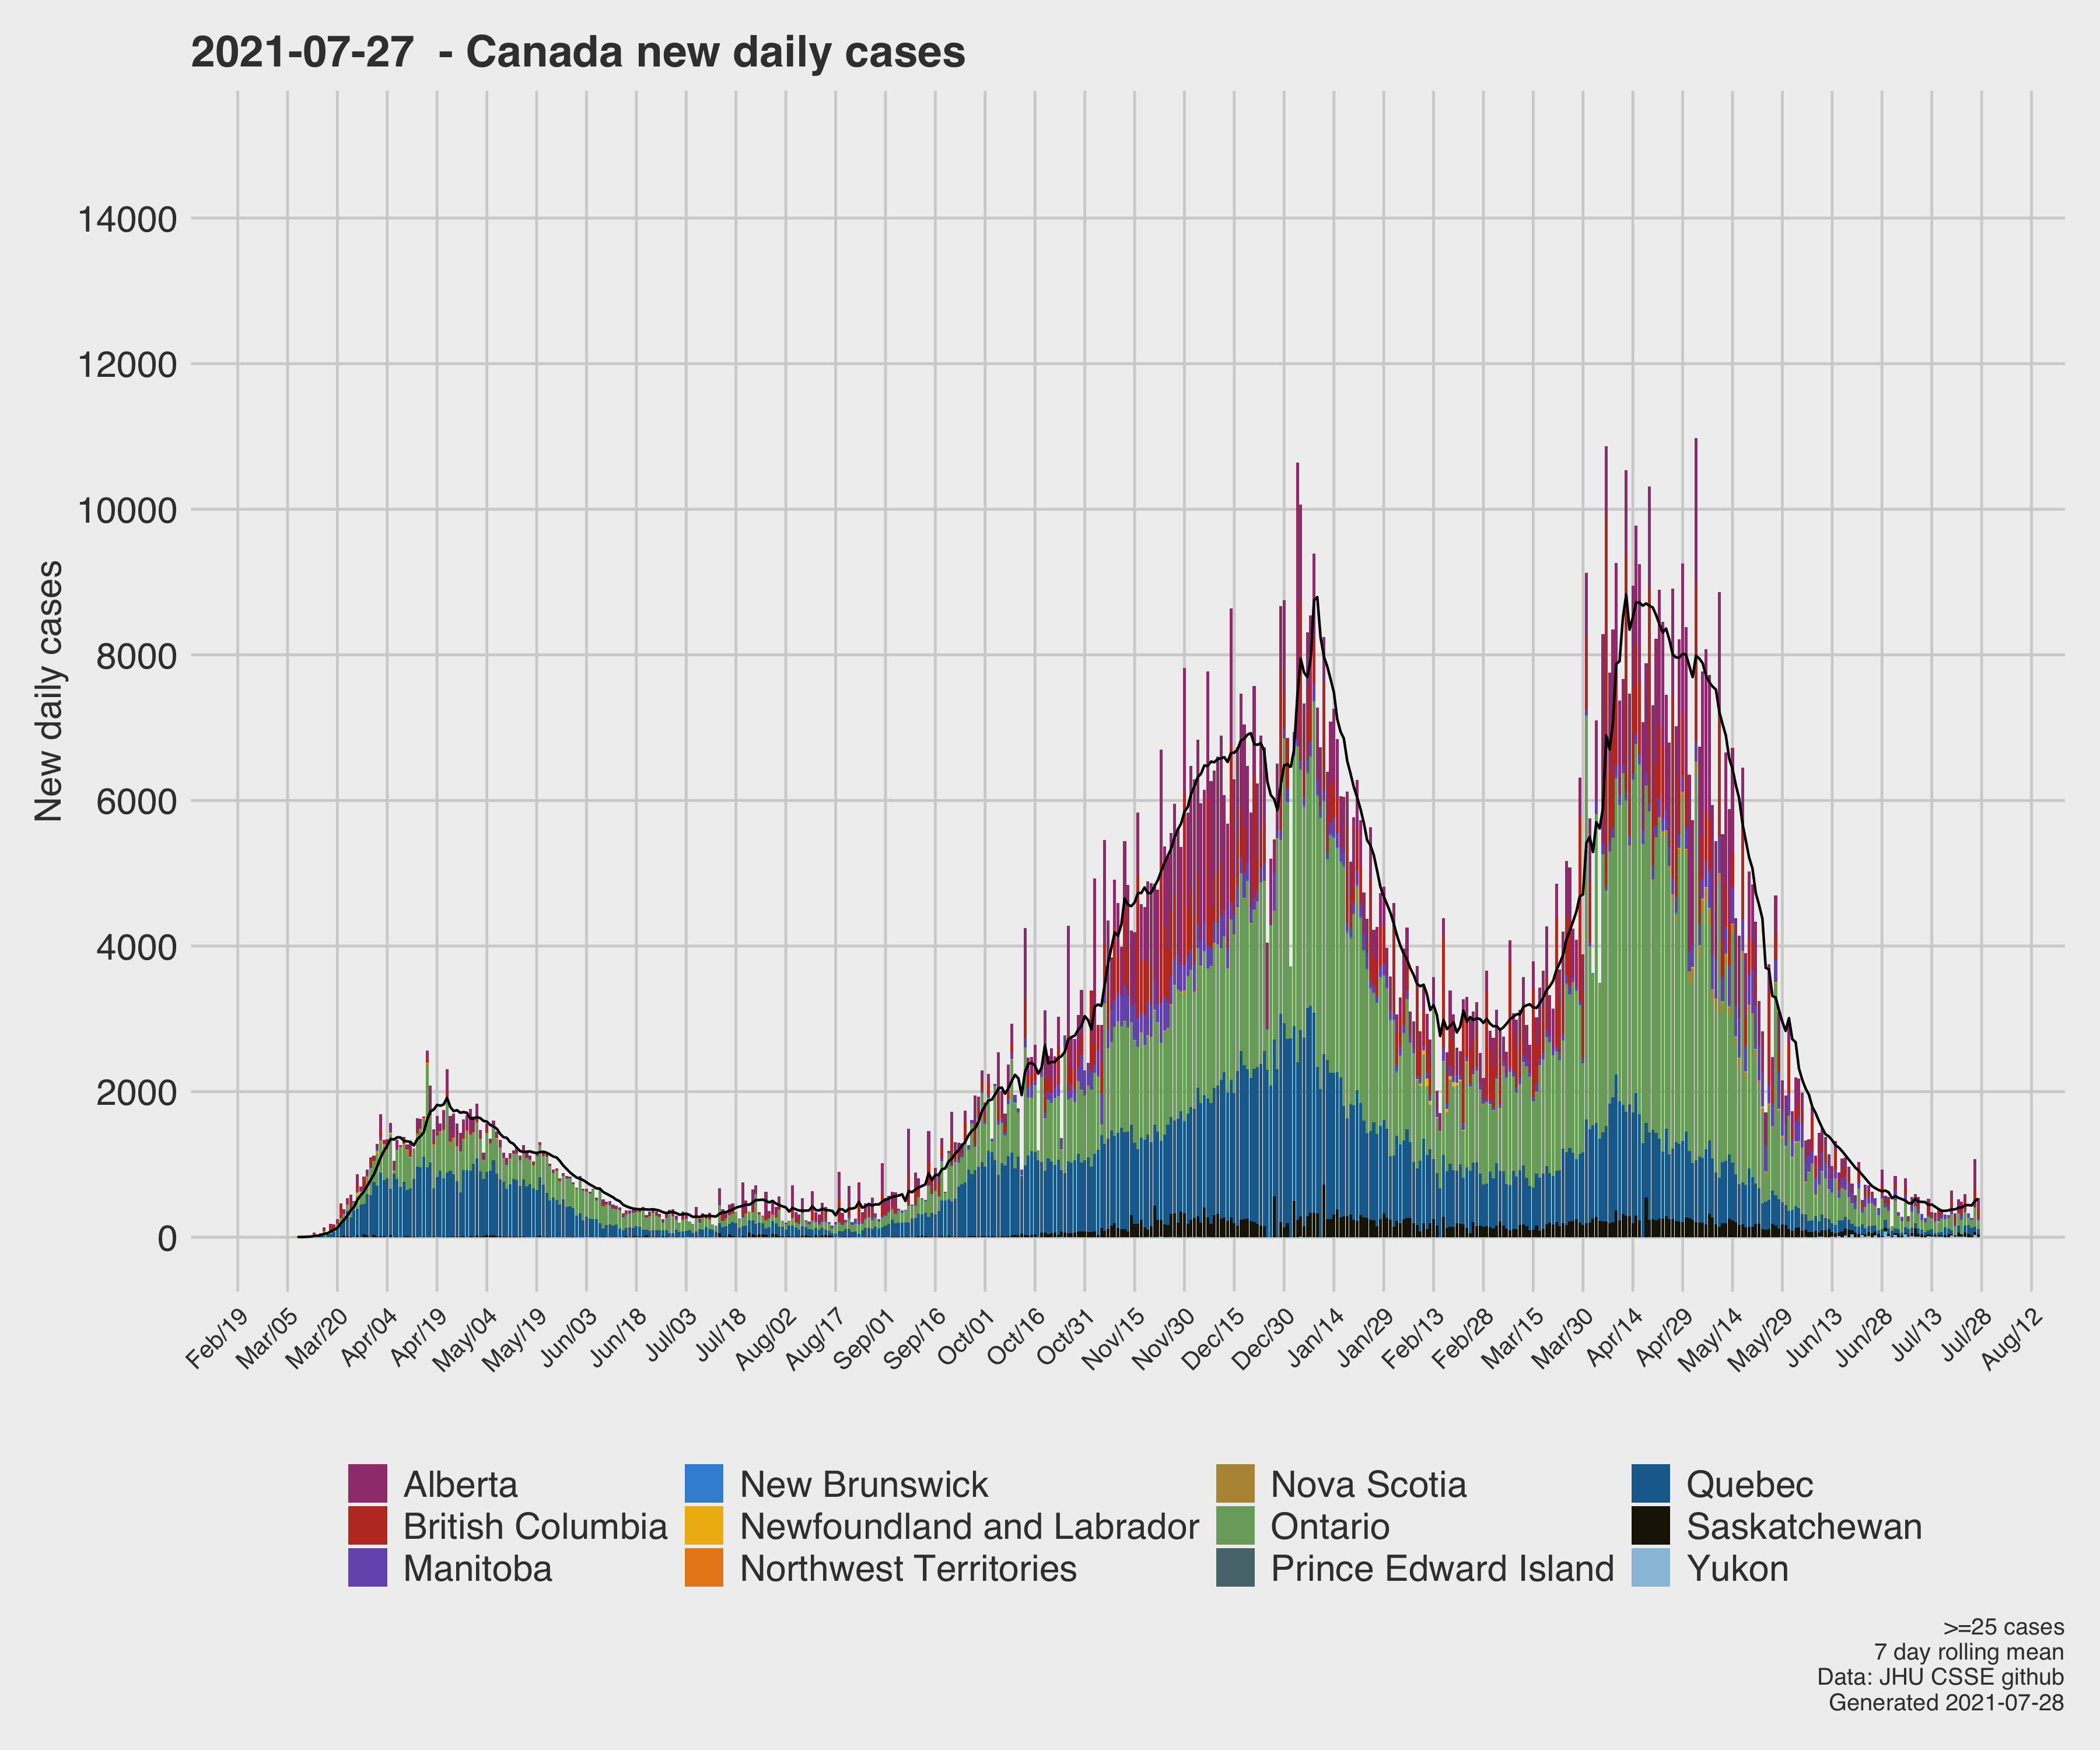 2021-07-27  - Canada new daily cases
New daily cases
14000
12000
10000
8000
6000
4000
2000
0
Feb/19 Mar/05 Mar/20 Apr/04 Apr/19 May/04 May/19 Jun/03 Jun/18 Jul/03 Jul/18 Aug/02 Aug/17 Sep/01 Sep/16 Oct/01 Oct/16 Oct/31 Nov/15 Nov/30 Dec/15 Dec/30 Jan/14 Jan/29 Feb/13 Feb/28 Mar/15 Mar/30 Apr/14 Apr/29 May/14 May/29 Jun/13 Jun/28 Jul/13 Jul/28 Aug/12
Alberta New Brunswick Nova Scotia Quebec
British Columbia Newfoundland and Labrador Ontario Saskatchewan
Manitoba Northwest Territories Prince Edward Island Yukon
>=25 cases
7 day rolling mean
Data: JHU CSSE github
Generated 2021-07-28